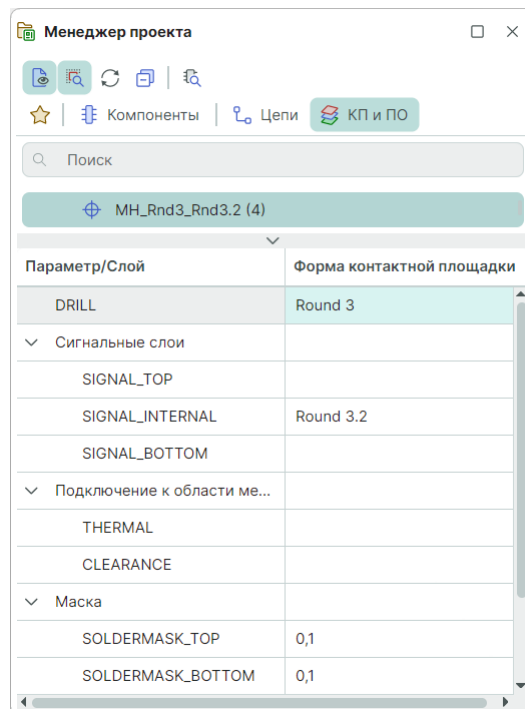 Менеджер проекта
Компоненты Цепи КП и ПО
Поиск
MH_Rnd3_Rnd3.2 (4)
Параметр/Слой Форма контактной площадки
DRILL Round 3
Сигнальные слои
SIGNAL_TOP
SIGNAL_INTERNAL Round 3.2
SIGNAL_BOTTOM
Подключение к области ме...
THERMAL
CLEARANCE
Маска
SOLDERMASK_TOP 0,1
SOLDERMASK_BOTTOM 0,1